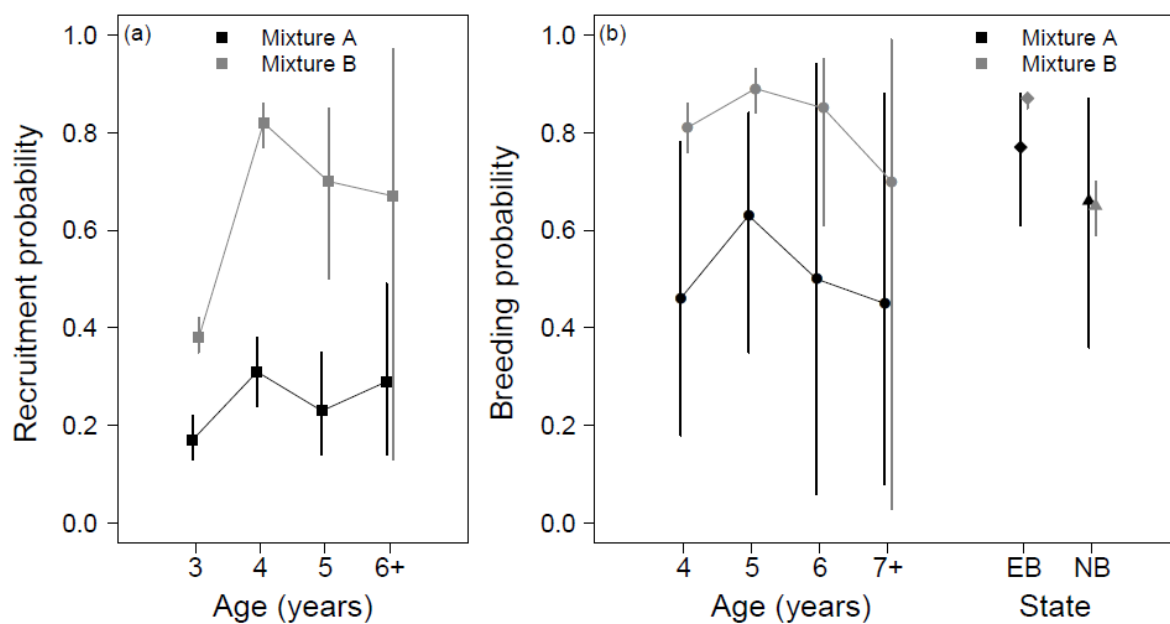 (a)
Mixture A
Mixture B
Recruitment probability
1.0
0.8
0.6
0.4
0.2
0.0
3 4 5 6+
Age (years)
(b)
Mixture A
Mixture B
Breeding probability
1.0
0.8
0.6
0.4
0.2
0.0
4 5 6 7+ EB NB
Age (years) State